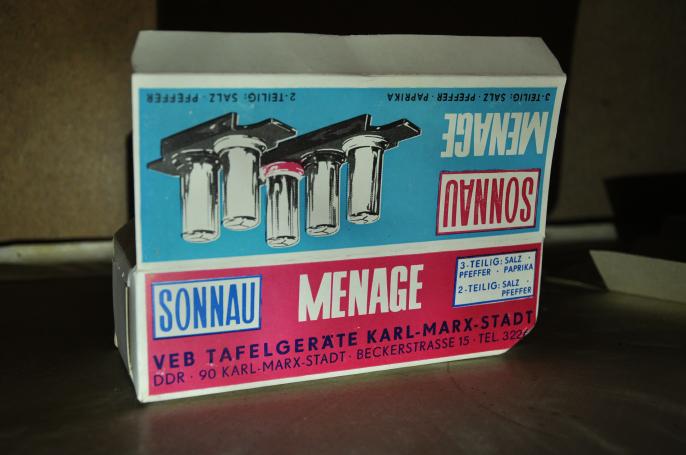 2-TEILIG: SALZ · PFEFFER
3-TEILIG: SALZ · PFEFFER · PAPRIKA
MENAGE
SONNAU
SONNAU
MENAGE
3-TEILIG: SALZ
PFEFFER · PAPRIKA
2-TEILIG: SALZ
PFEFFER
VEB TAFELGERÄTE KARL-MARX-STADT
DDR · 90 KARL-MARX-STADT · BECKERSTRASSE 15 · TEL. 322